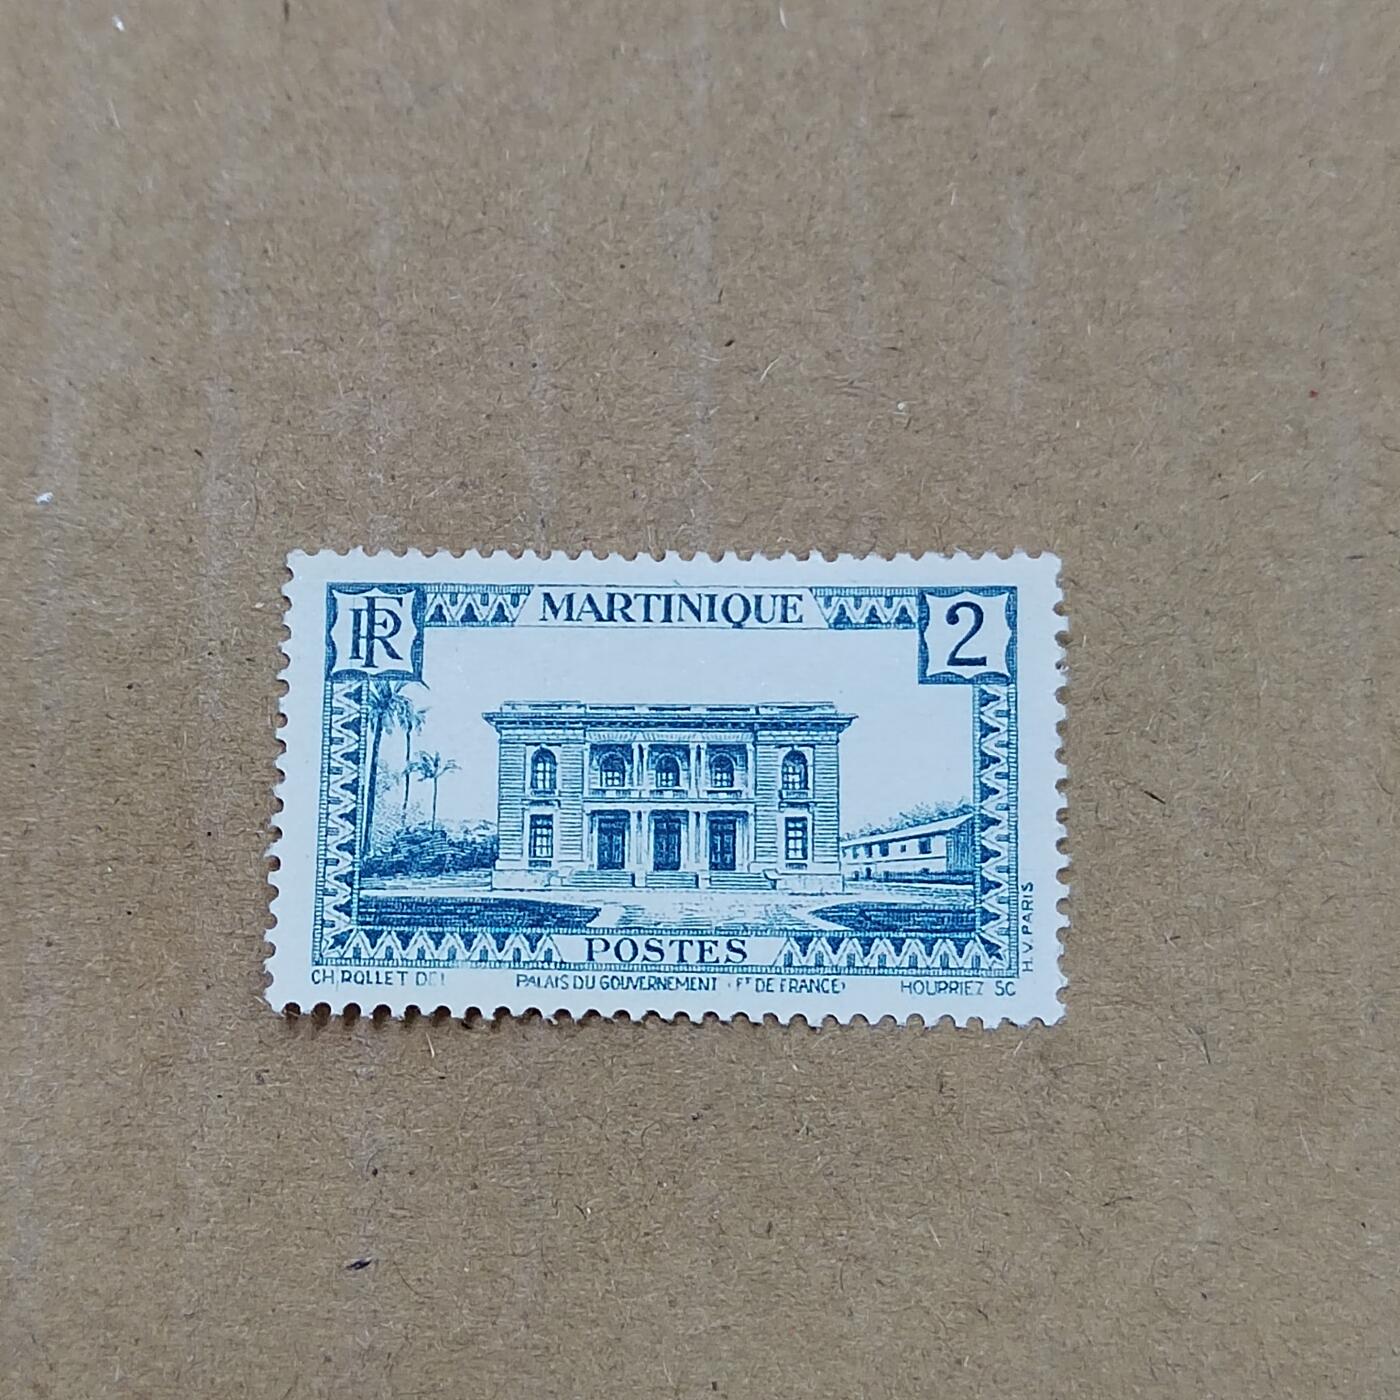 RF MARTINIQUE 2
POSTES
H.V. PARIS
CH ROLLET DEL
PALAIS DU GOUVERNEMENT (FT DE FRANCE)
HOURRIEZ SC